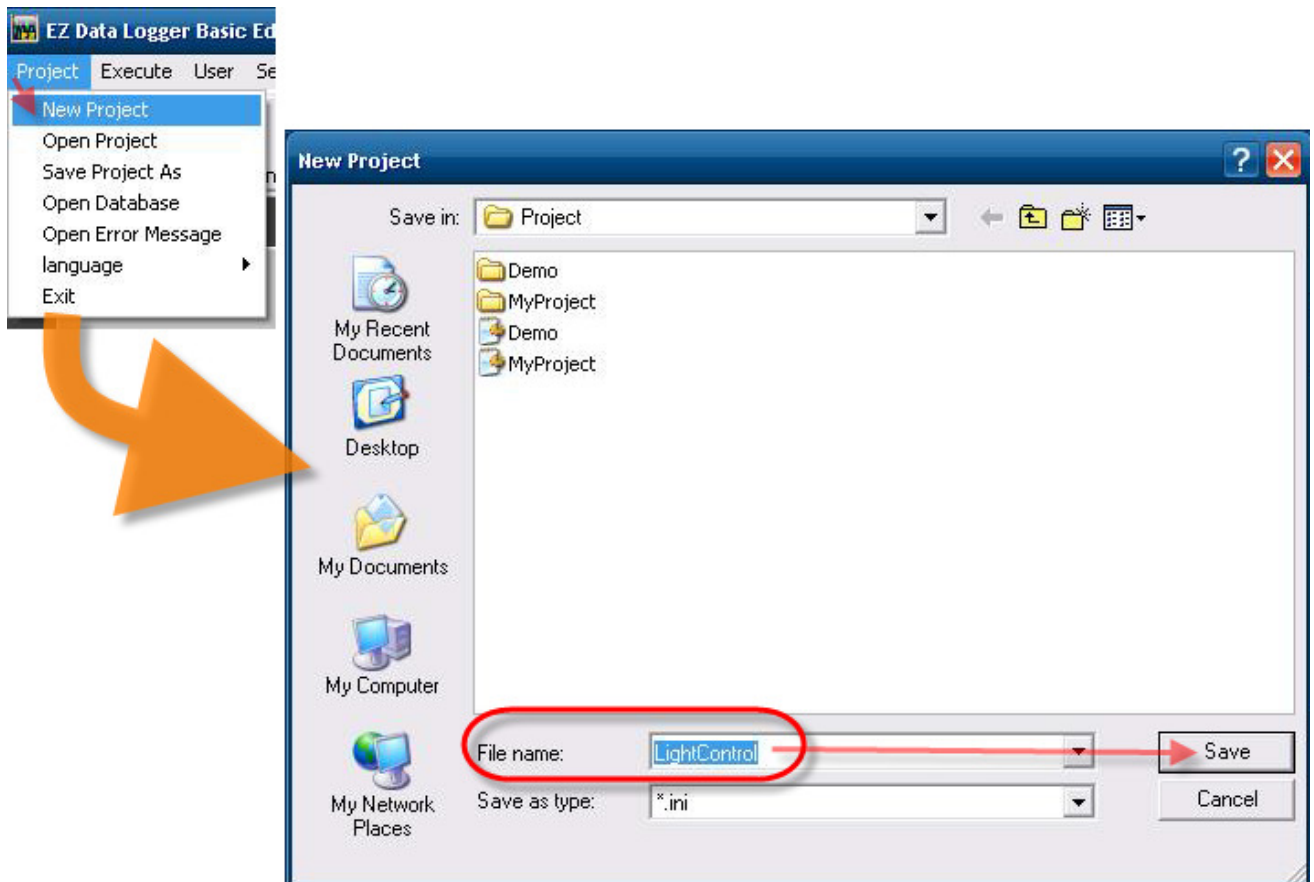 EZ Data Logger Basic Ed
Project Execute User Se
New Project
Open Project
Save Project As
Open Database
Open Error Message
language
Exit
New Project
Save in: Project
Demo
MyProject
Demo
MyProject
My Recent
Documents
Desktop
My Documents
My Computer
My Network
Places
File name: LightControl Save
Save as type: *.ini Cancel